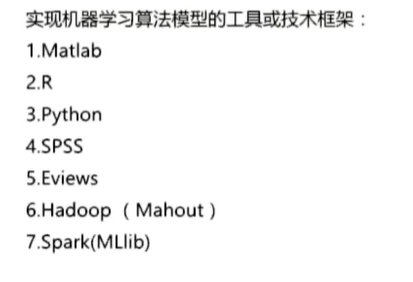 实现机器学习算法模型的工具或技术框架：
1.Matlab
2.R
3.Python
4.SPSS
5.Eviews
6.Hadoop （Mahout）
7.Spark(MLlib)